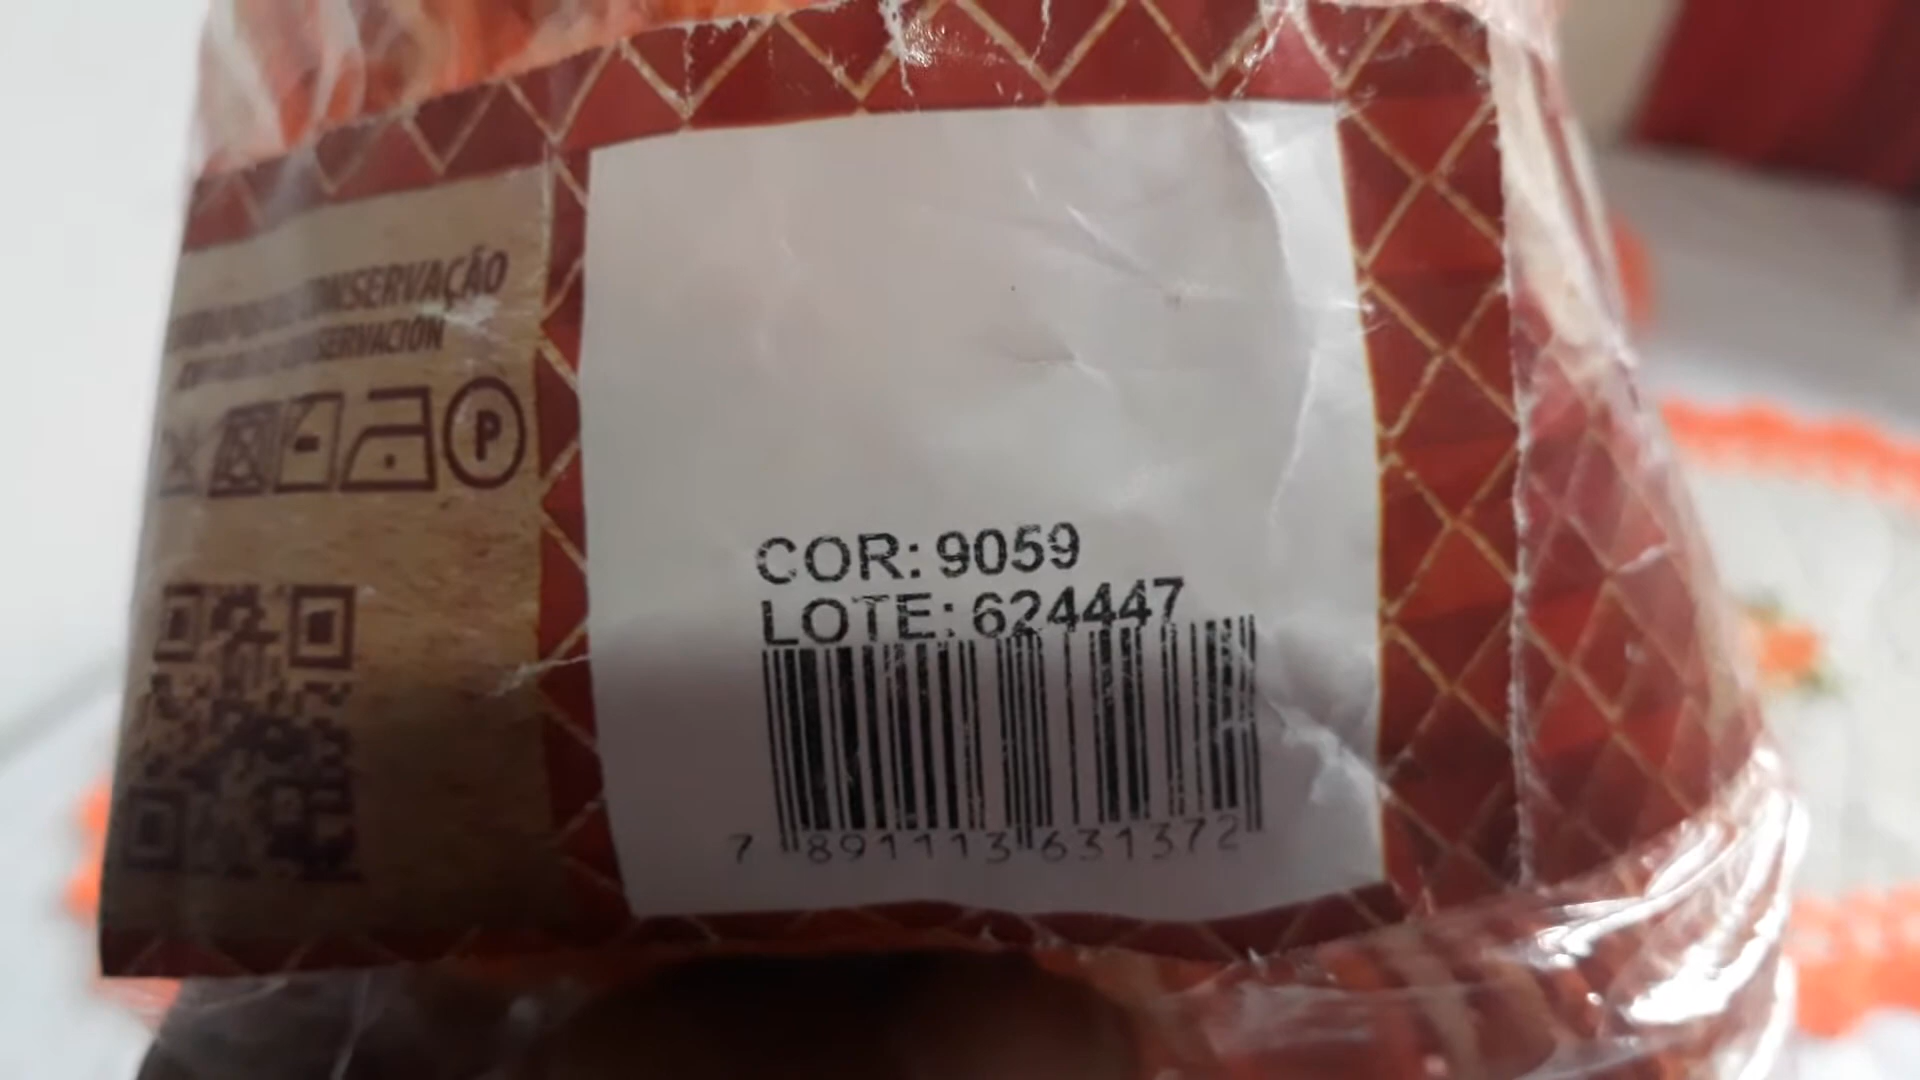 CONSERVAÇÃO
CONSERVACIÓN
P
COR: 9059
LOTE: 624447
7 891113 631372